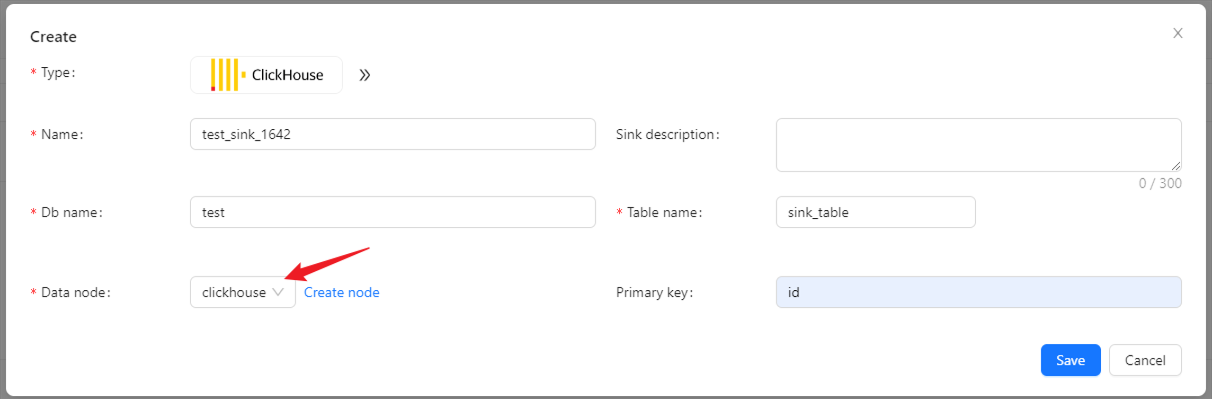 Create
* Type:
ClickHouse
* Name:
test_sink_1642
Sink description:
0 / 300
* Db name:
test
* Table name:
sink_table
* Data node:
clickhouse
Create node
Primary key:
id
Save
Cancel